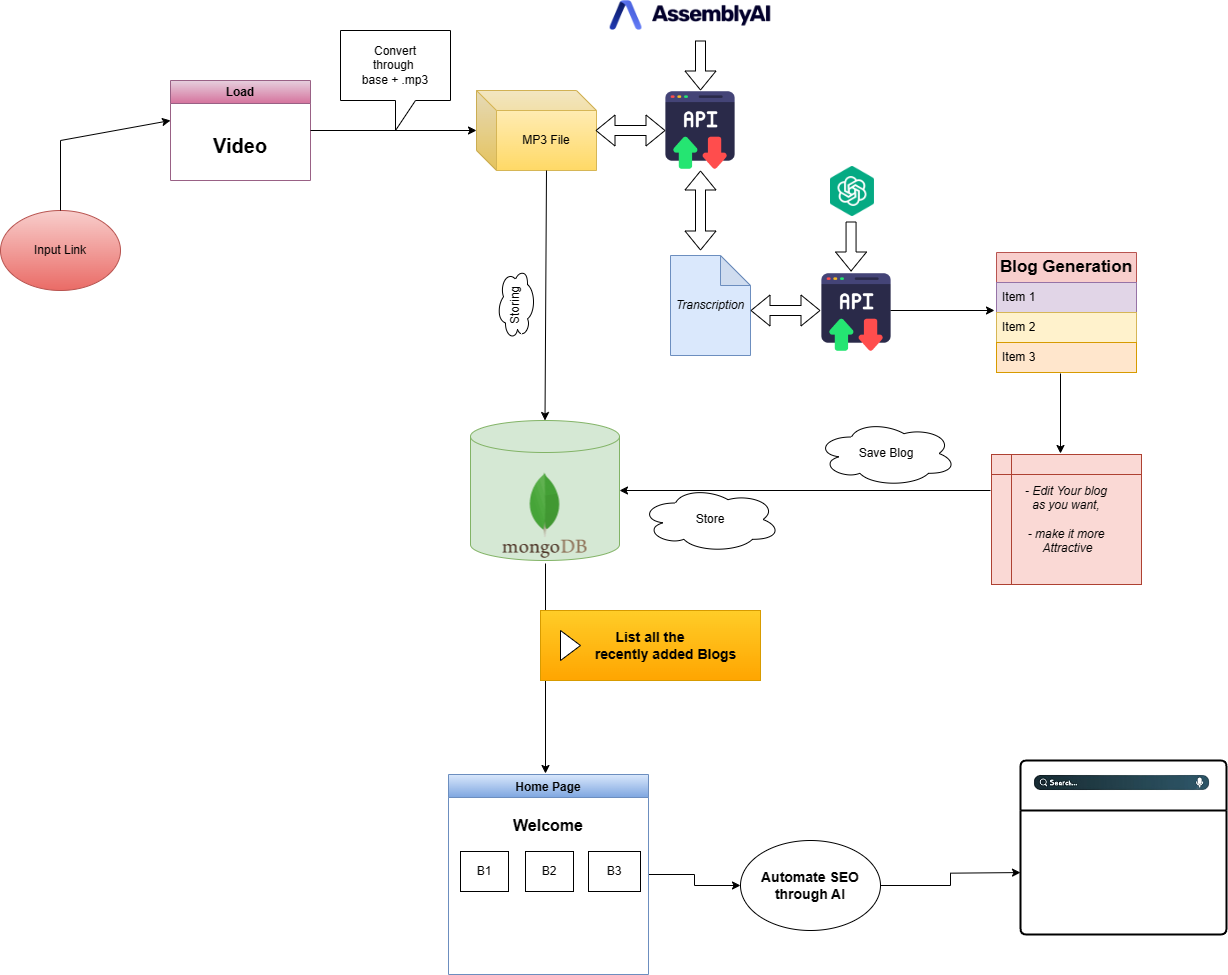 AssemblyAI
Convert
through
base + .mp3
Load
Video
MP3 File
API
Input Link
Storing
Transcription
API
Blog Generation
Item 1
Item 2
Item 3
Save Blog
Store
- Edit Your blog
as you want,
- make it more
Attractive
mongoDB
List all the
recently added Blogs
Home Page
Welcome
B1
B2
B3
Automate SEO
through AI
Search...